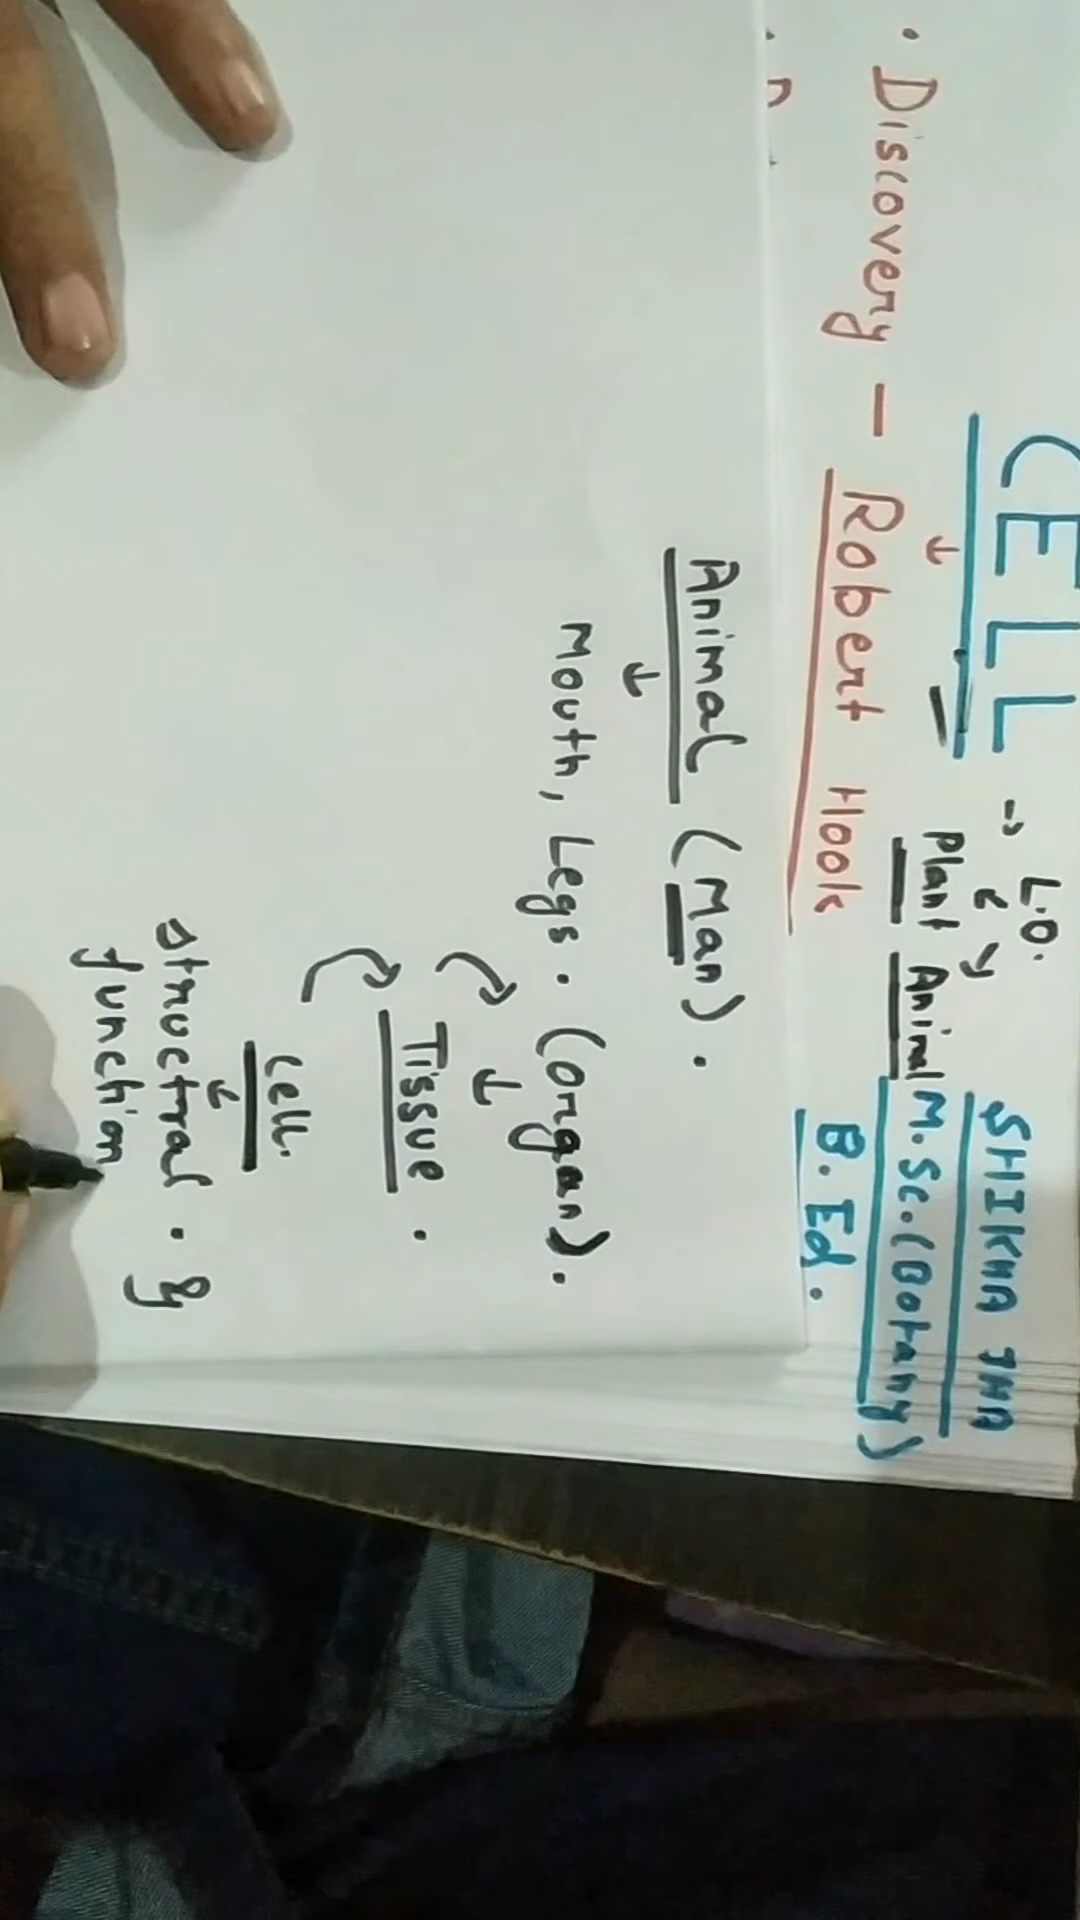 CELL → L.O.
Plant Animal
SHIKHA JHA
M.Sc.(Botany)
B.Ed.
• Discovery - Robert Hook
Animal (Man).
Mouth, Legs. (organ).
Tissue.
Cell.
structral. &
function